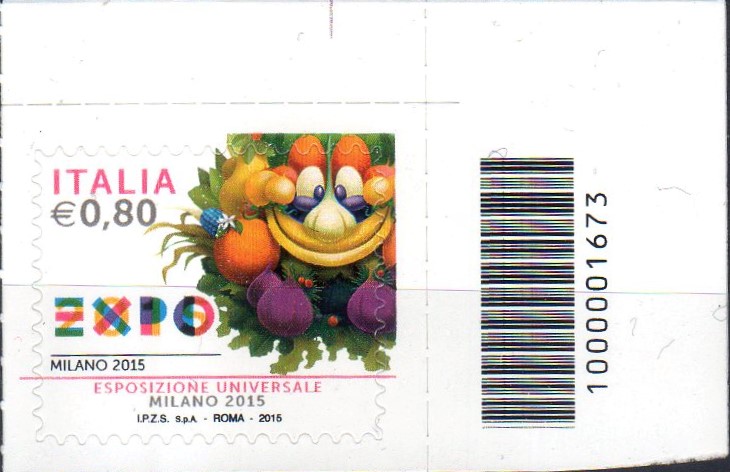 ITALIA
€0,80
EXPO
MILANO 2015
ESPOSIZIONE UNIVERSALE
MILANO 2015
I.P.Z.S. S.p.A. - ROMA - 2015
1000001673